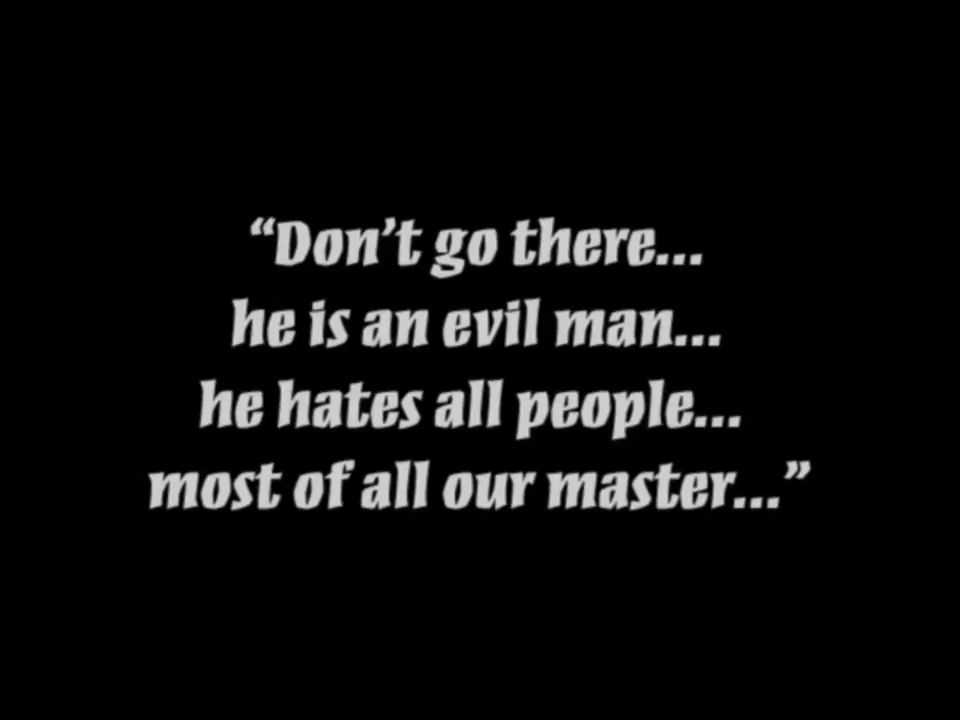 “Don’t go there...
he is an evil man...
he hates all people...
most of all our master...”